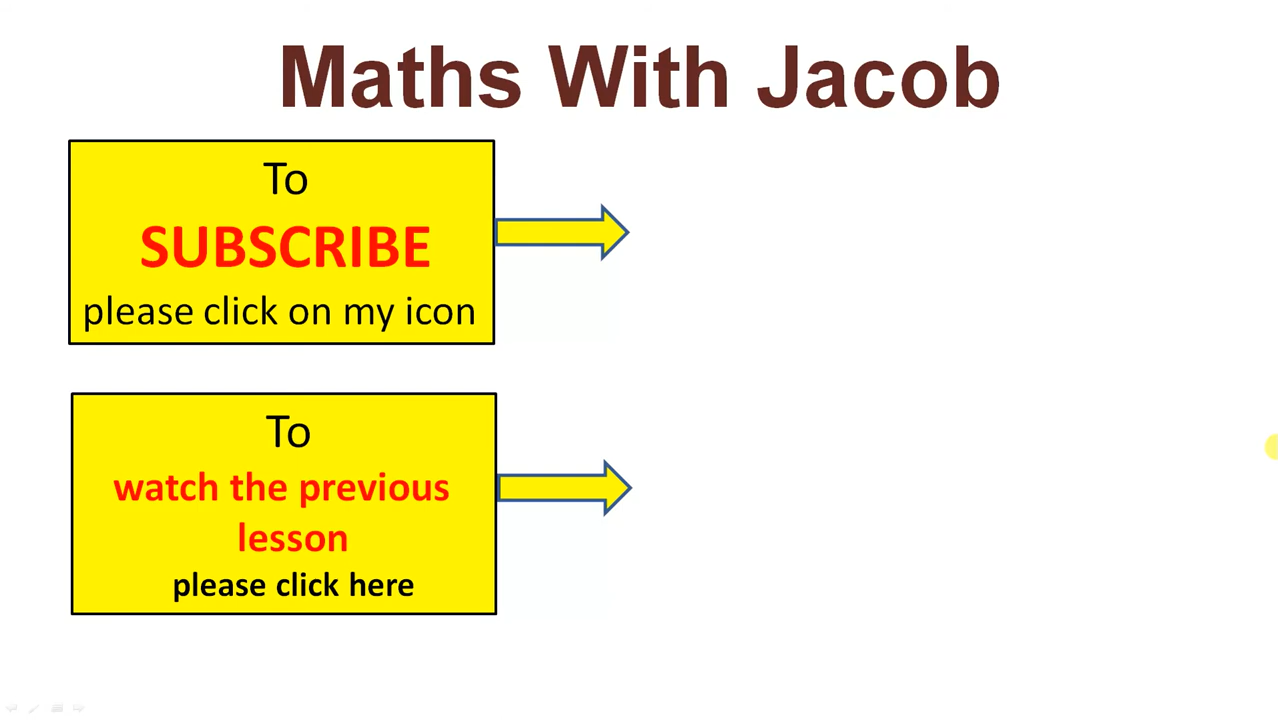 Maths With Jacob
To
SUBSCRIBE
please click on my icon
To
watch the previous
lesson
please click here